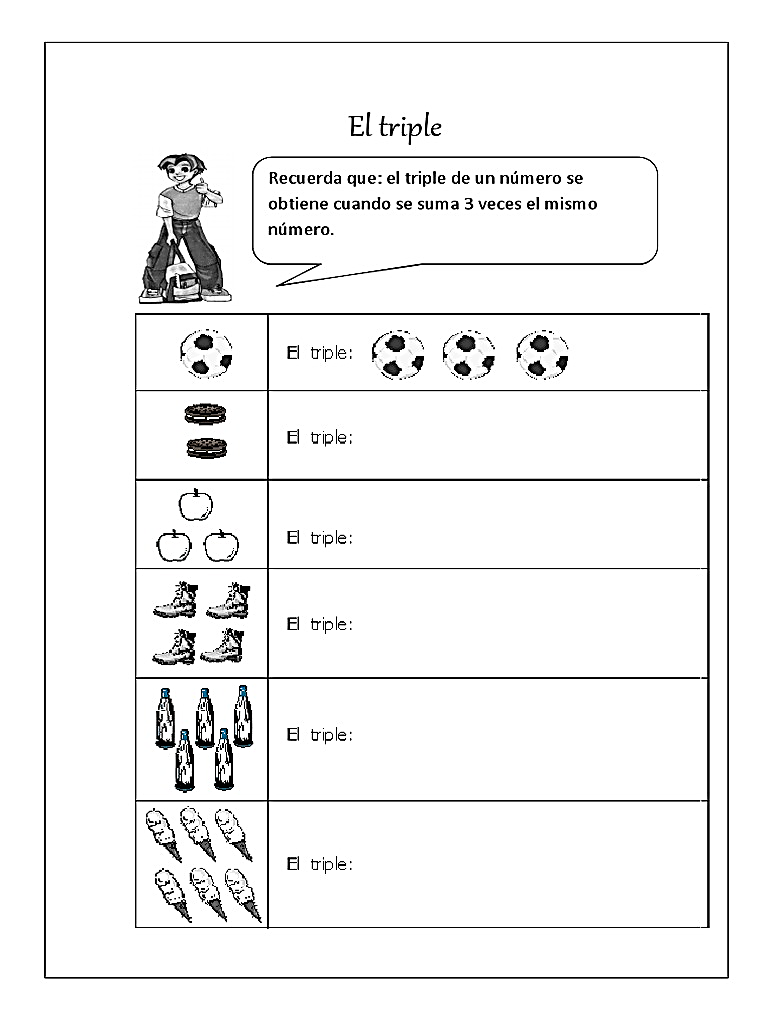 El triple
Recuerda que: el triple de un número se
obtiene cuando se suma 3 veces el mismo
número.
El triple:
El triple:
El triple:
El triple:
El triple:
El triple: